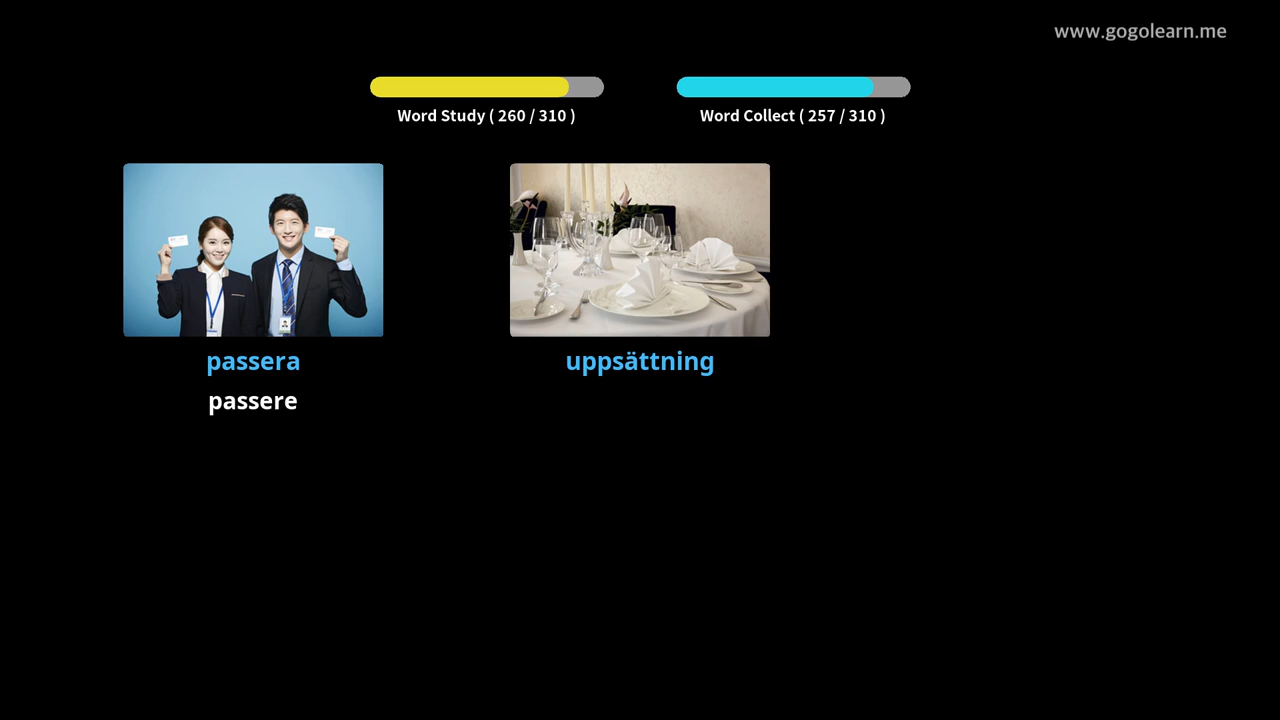 www.gogolearn.me
Word Study ( 260 / 310 )
Word Collect ( 257 / 310 )
passera
uppsättning
passere